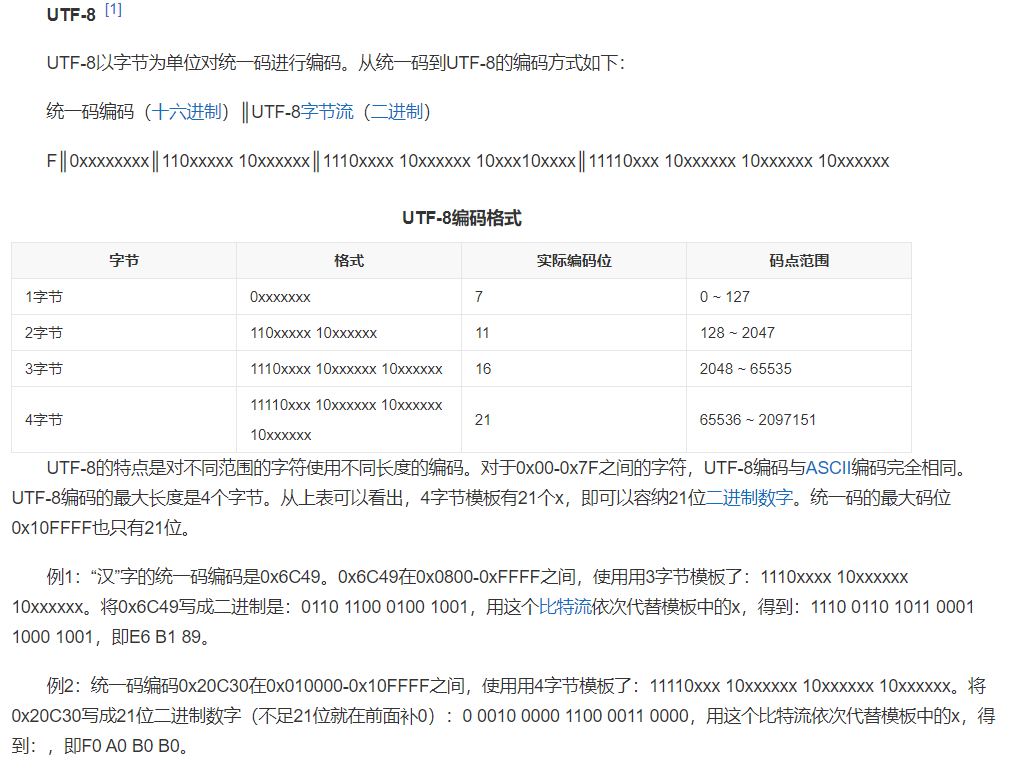 UTF-8 [1]
UTF-8以字节为单位对统一码进行编码。从统一码到UTF-8的编码方式如下：
统一码编码（十六进制）║UTF-8字节流（二进制）
F║0xxxxxxxx║110xxxxx 10xxxxxx║1110xxxx 10xxxxxx 10xxx10xxxx║11110xxx 10xxxxxx 10xxxxxx 10xxxxxx
UTF-8编码格式
字节 格式 实际编码位 码点范围
1字节 0xxxxxxx 7 0 ~ 127
2字节 110xxxxx 10xxxxxx 11 128 ~ 2047
3字节 1110xxxx 10xxxxxx 10xxxxxx 16 2048 ~ 65535
4字节 11110xxx 10xxxxxx 10xxxxxx 21 65536 ~ 2097151
10xxxxxx
UTF-8的特点是对不同范围的字符使用不同长度的编码。对于0x00-0x7F之间的字符，UTF-8编码与ASCII编码完全相同。
UTF-8编码的最大长度是4个字节。从上表可以看出，4字节模板有21个x，即可以容纳21位二进制数字。统一码的最大码位
0x10FFFF也只有21位。
例1：“汉”字的统一码编码是0x6C49。0x6C49在0x0800-0xFFFF之间，使用用3字节模板了：1110xxxx 10xxxxxx
10xxxxxx。将0x6C49写成二进制是：0110 1100 0100 1001，用这个比特流依次代替模板中的x，得到：1110 0110 1011 0001
1000 1001，即E6 B1 89。
例2：统一码编码0x20C30在0x010000-0x10FFFF之间，使用用4字节模板了：11110xxx 10xxxxxx 10xxxxxx 10xxxxxx。将
0x20C30写成21位二进制数字（不足21位就在前面补0）：0 0010 0000 1100 0011 0000，用这个比特流依次代替模板中的x，得
到：，即F0 A0 B0 B0。